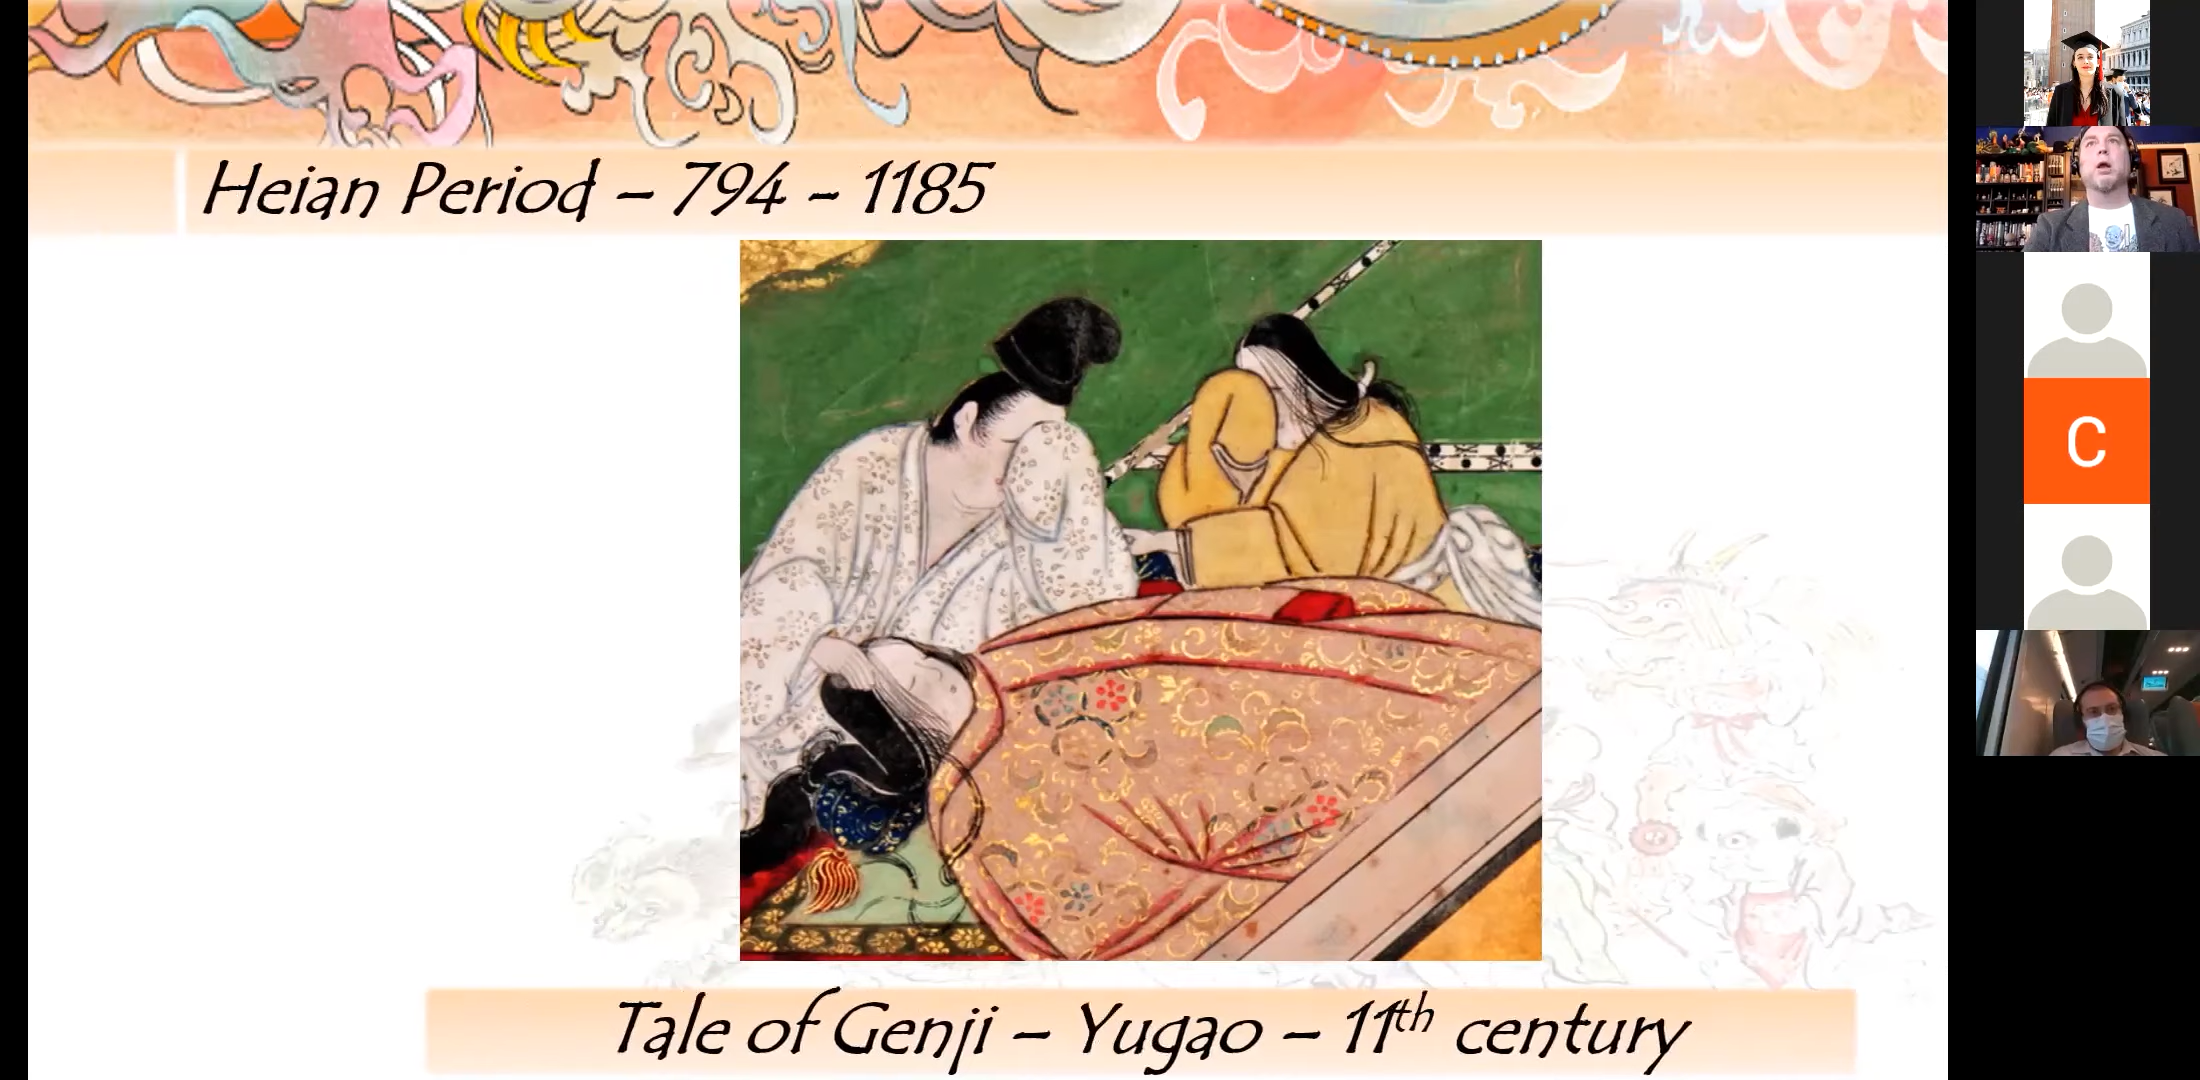 Heian Period – 794 – 1185
C
Tale of Genji – Yugao – 11th century